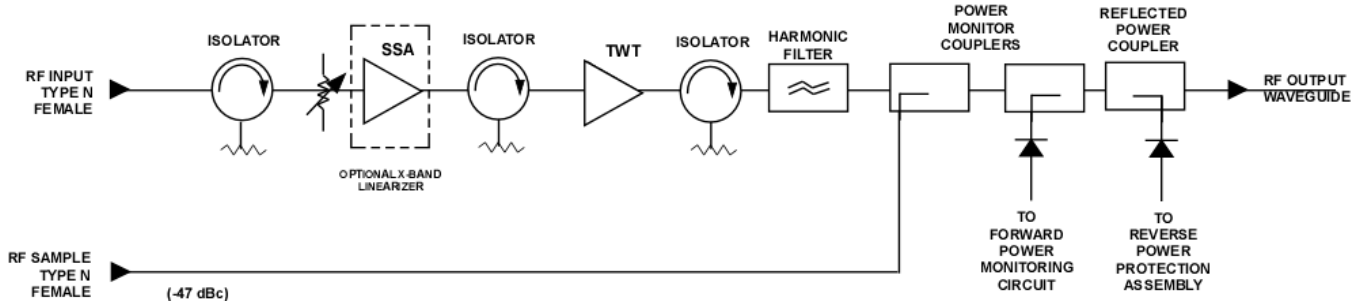 RF INPUT
TYPE N
FEMALE
ISOLATOR
SSA
OPTIONAL X-BAND
LINEARIZER
ISOLATOR
TWT
ISOLATOR
HARMONIC
FILTER
POWER
MONITOR
COUPLERS
REFLECTED
POWER
COUPLER
RF OUTPUT
WAVEGUIDE
TO
FORWARD
POWER
MONITORING
CIRCUIT
TO
REVERSE
POWER
PROTECTION
ASSEMBLY
RF SAMPLE
TYPE N
FEMALE
(-47 dBc)